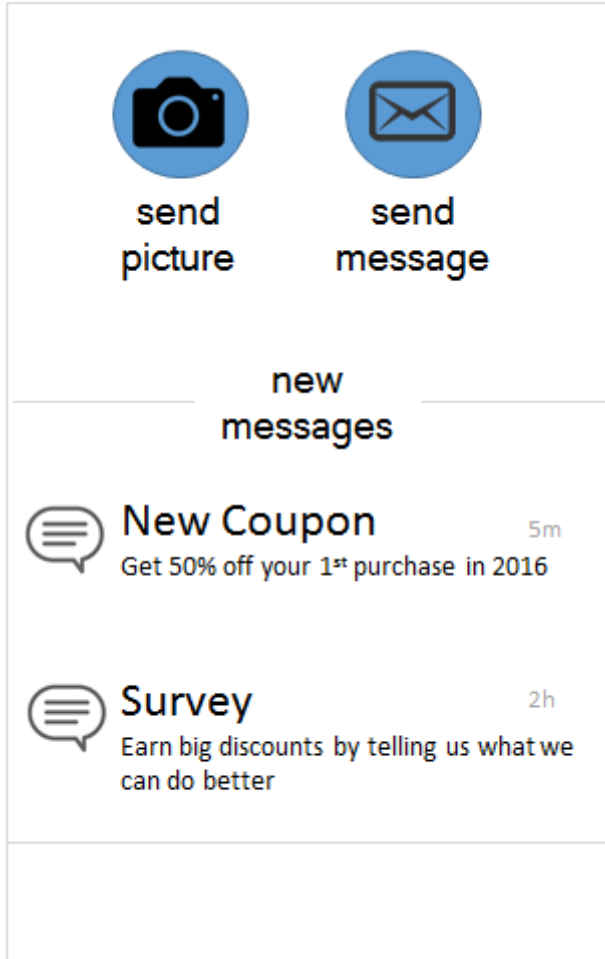 send send
picture message
new
messages
New Coupon 5m
Get 50% off your 1st purchase in 2016
Survey 2h
Earn big discounts by telling us what we
can do better